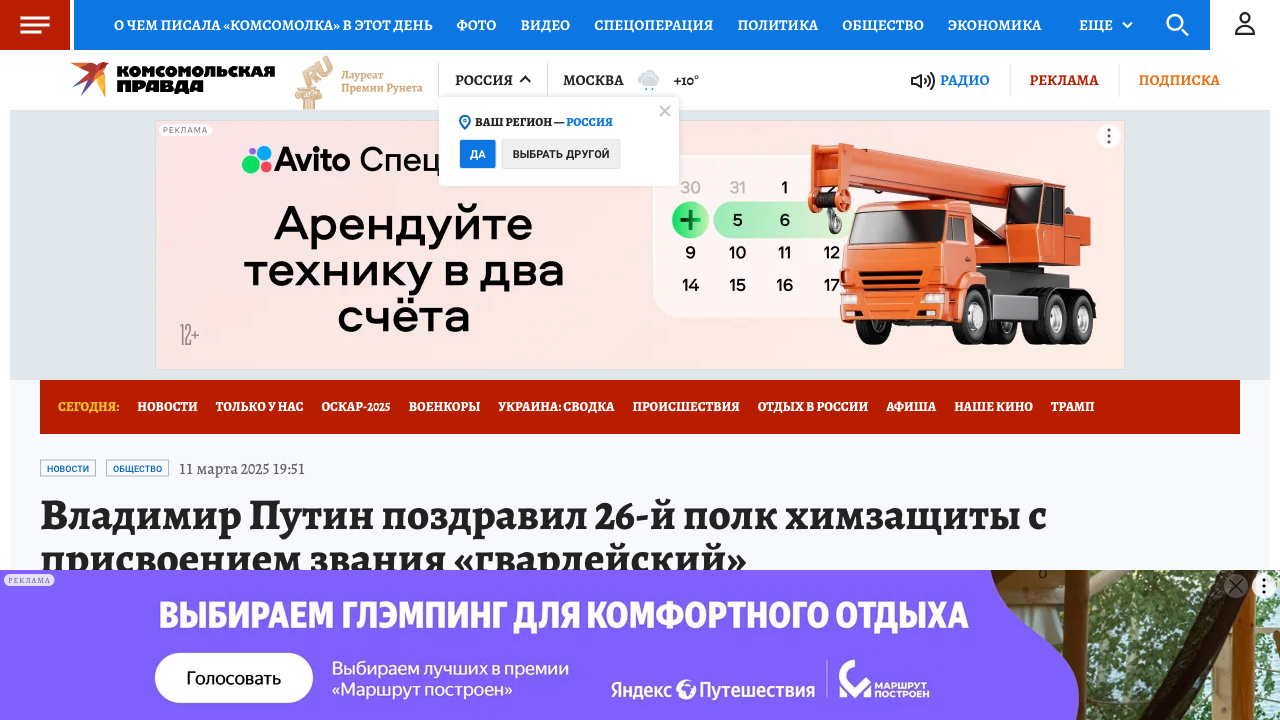 О ЧЕМ ПИСАЛА «КОМСОМОЛКА» В ЭТОТ ДЕНЬ ФОТО ВИДЕО СПЕЦОПЕРАЦИЯ ПОЛИТИКА ОБЩЕСТВО ЭКОНОМИКА ЕЩЕ
КОМСОМОЛЬСКАЯ
ПРАВДА
RU
Лауреат
Премии Рунета
РОССИЯ МОСКВА +10° РАДИО РЕКЛАМА ПОДПИСКА
ВАШ РЕГИОН — РОССИЯ
ДА ВЫБРАТЬ ДРУГОЙ
РЕКЛАМА
Avito Спец
Арендуйте
технику в два
счёта
12+
30 31 1 2
5 6
9 10 11 12
14 15 16 17
СЕГОДНЯ: НОВОСТИ ТОЛЬКО У НАС ОСКАР-2025 ВОЕНКОРЫ УКРАИНА: СВОДКА ПРОИСШЕСТВИЯ ОТДЫХ В РОССИИ АФИША НАШЕ КИНО ТРАМП
НОВОСТИ ОБЩЕСТВО 11 марта 2025 19:51
Владимир Путин поздравил 26-й полк химзащиты с
присвоением звания «гвардейский»
РЕКЛАМА
ВЫБИРАЕМ ГЛЭМПИНГ ДЛЯ КОМФОРТНОГО ОТДЫХА
Голосовать
Выбираем лучших в премии
«Маршрут построен»
Яндекс Путешествия
МАРШРУТ
ПОСТРОЕН